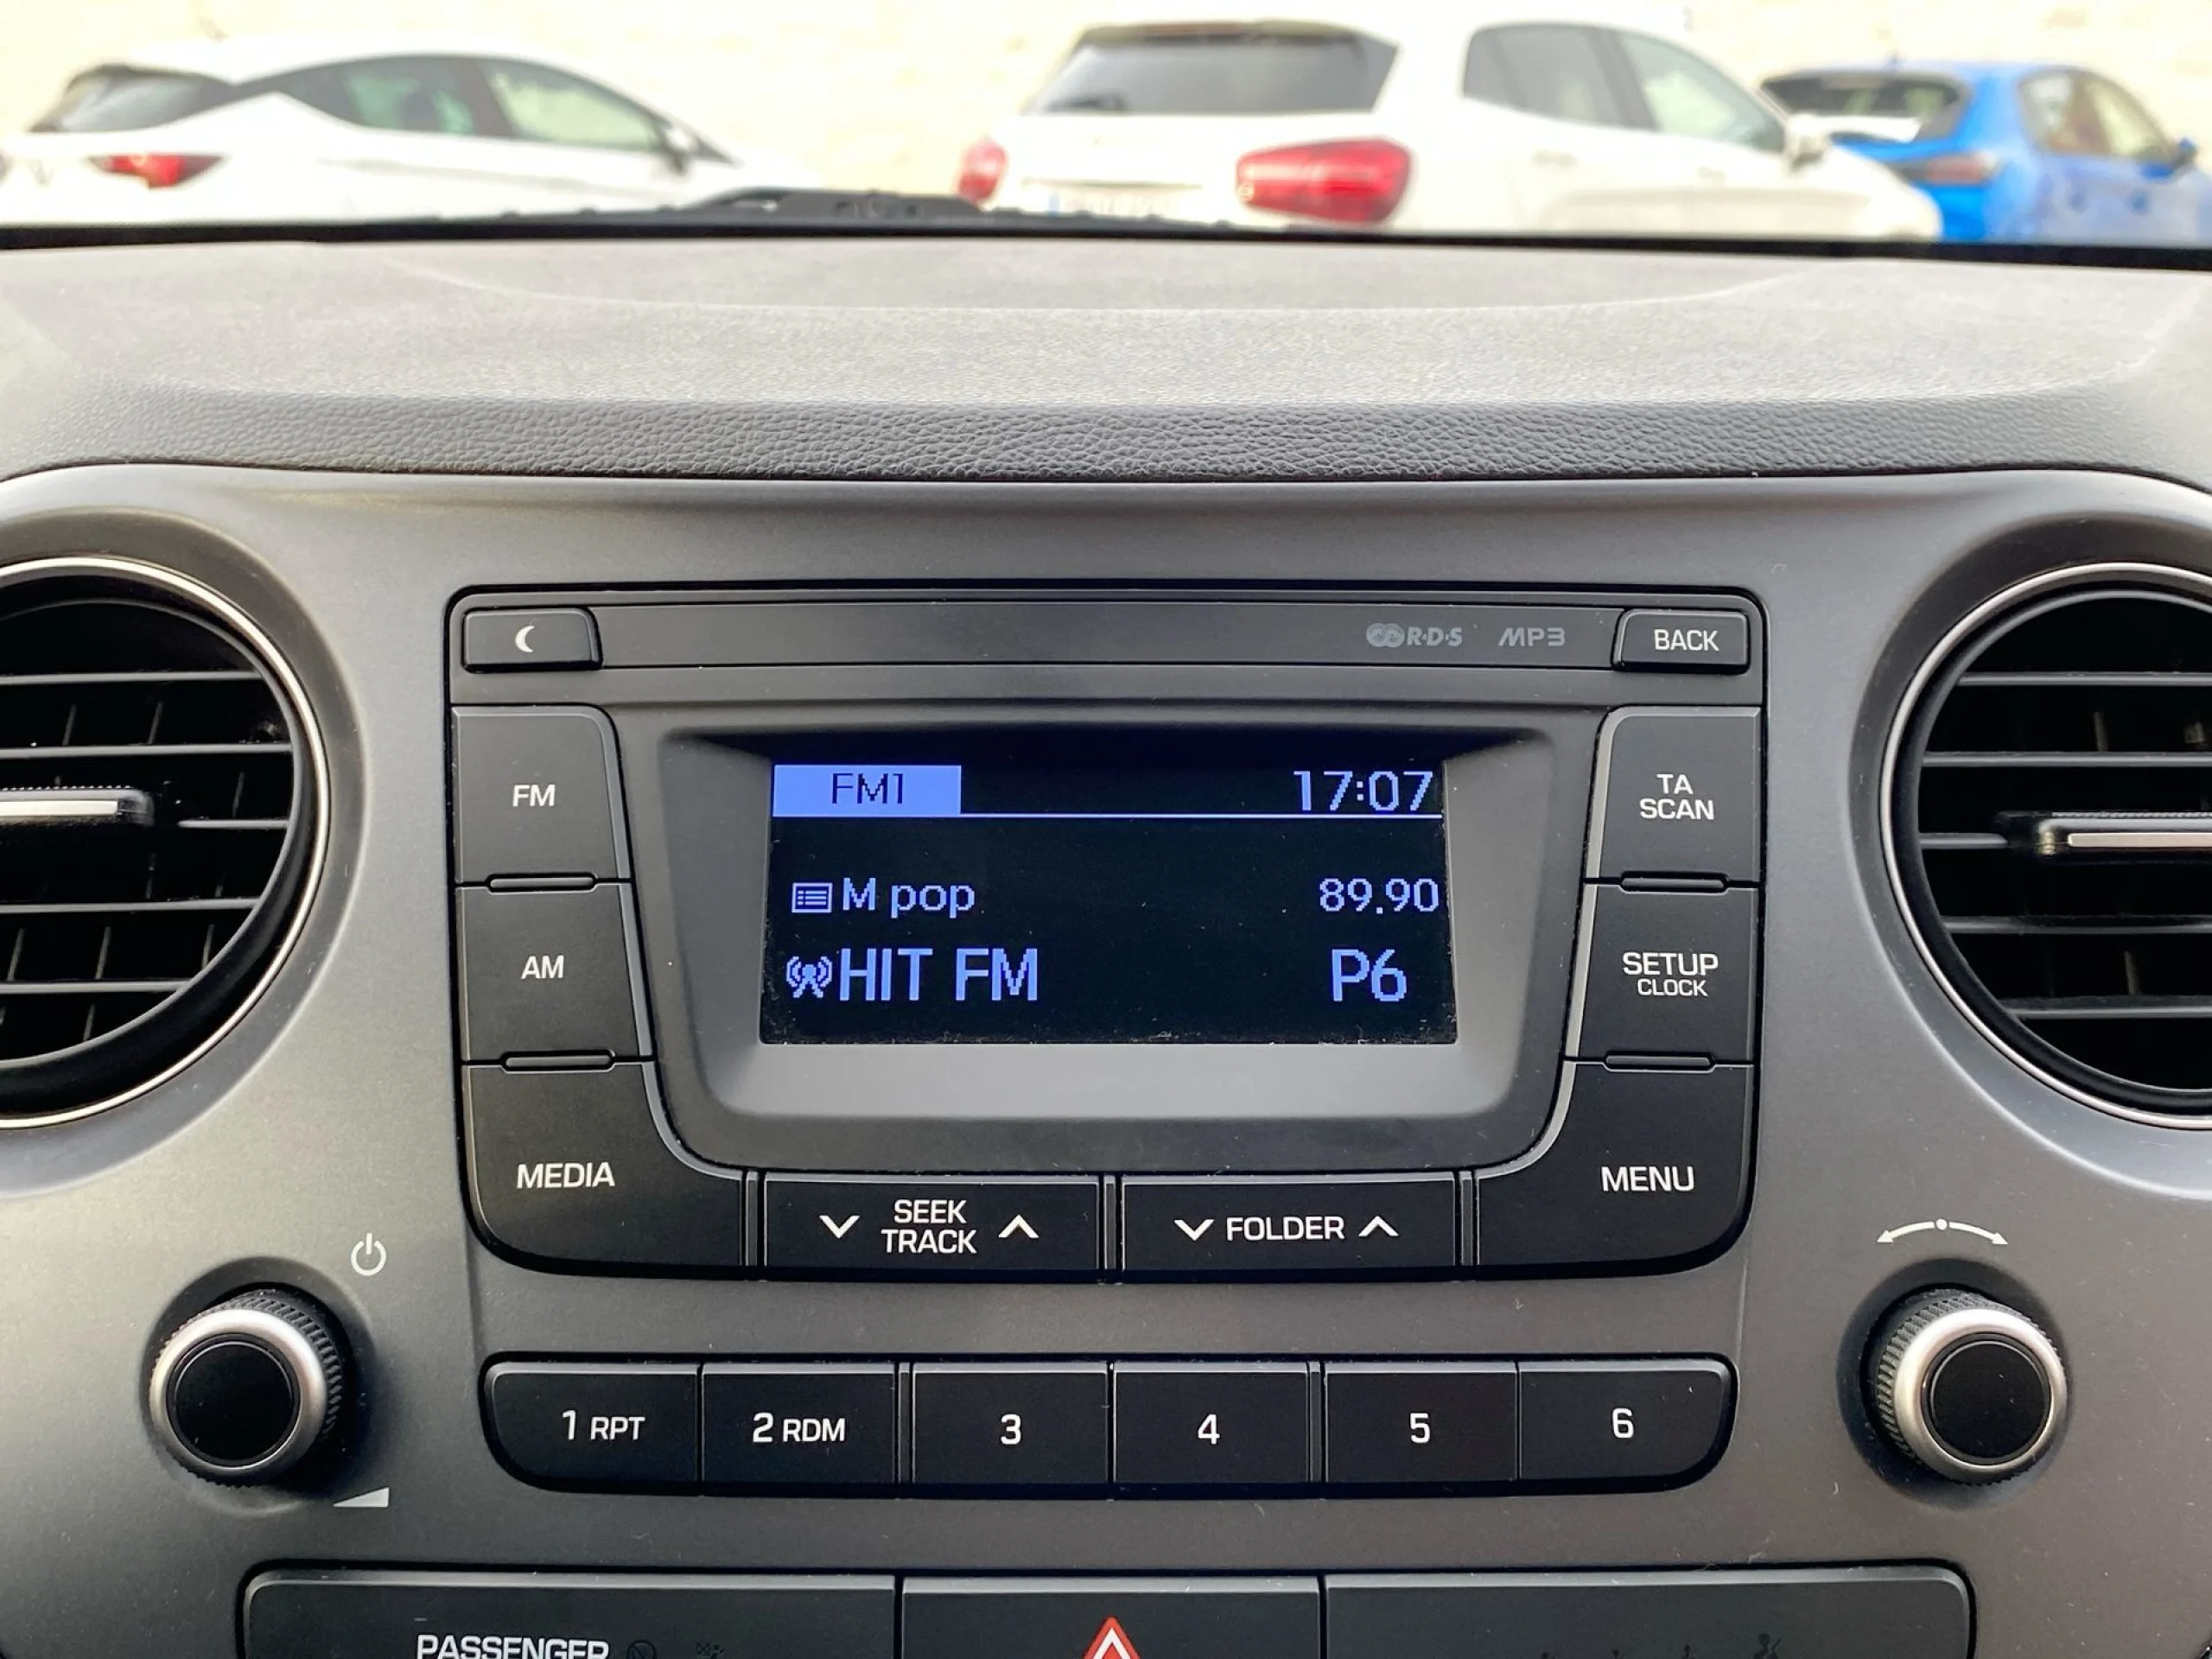 R·D·S MP3 BACK
FM1 17:07
FM
TA
SCAN
M pop 89.90
HIT FM P6
AM
SETUP
CLOCK
MEDIA
SEEK
TRACK
FOLDER
MENU
1 RPT 2 RDM 3 4 5 6
PASSENGER